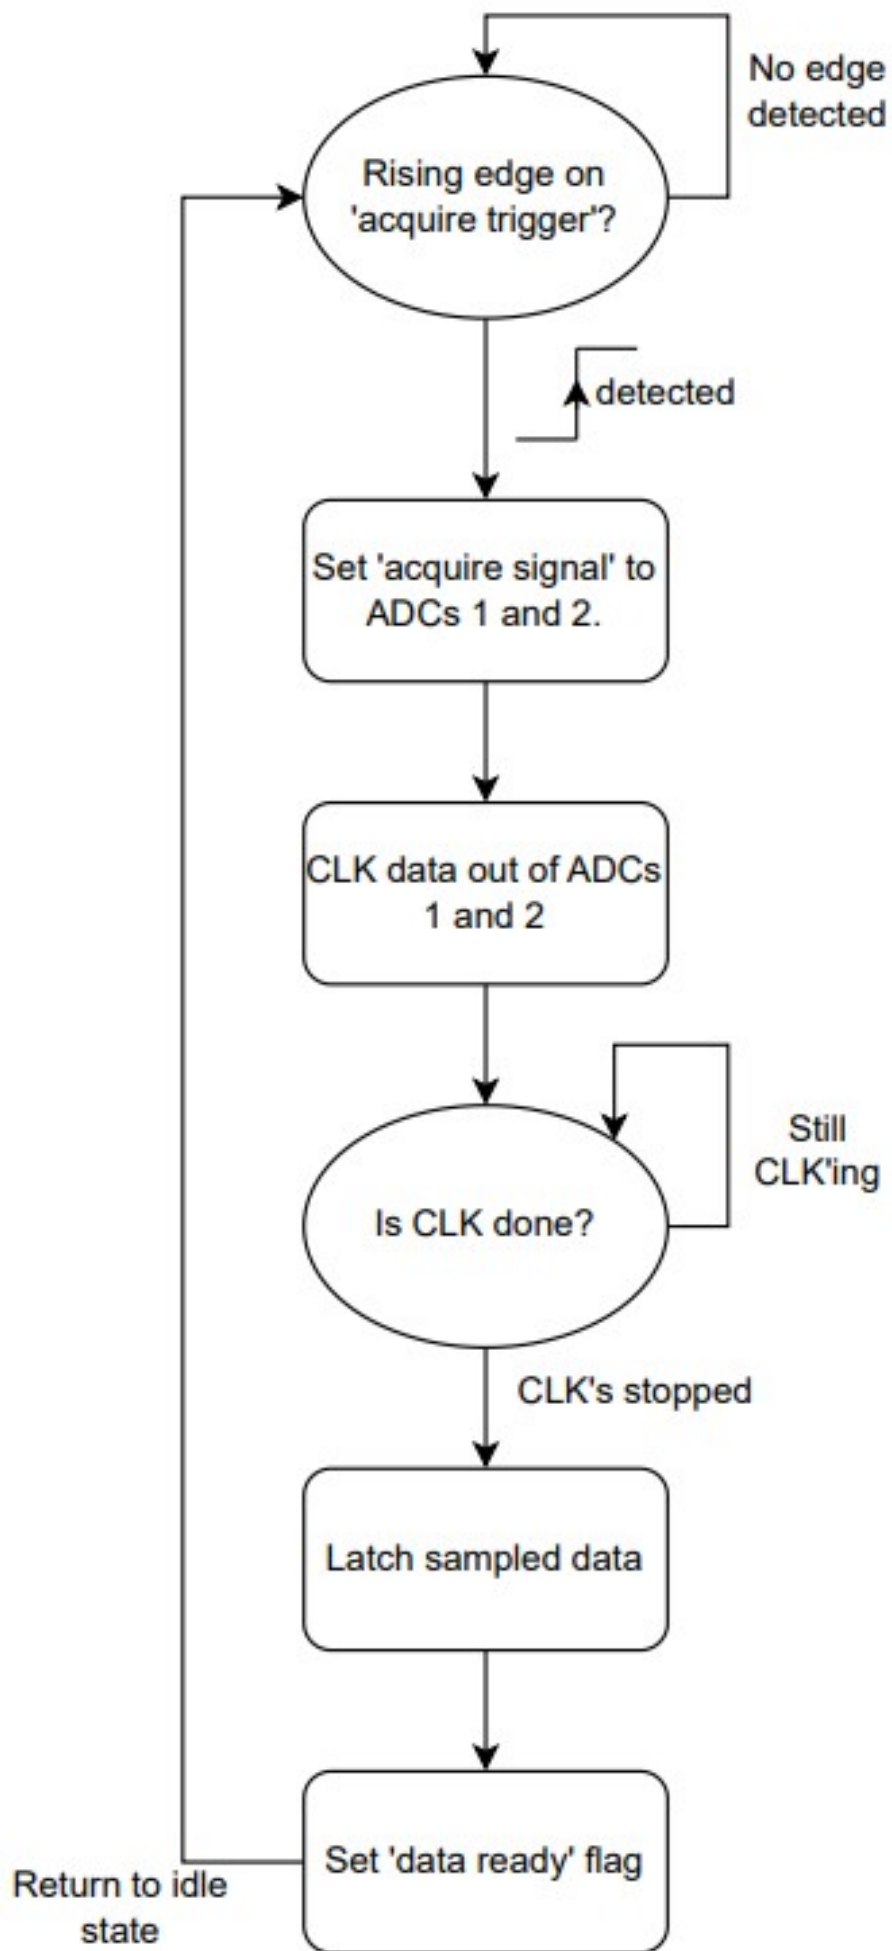 No edge
detected
Rising edge on
'acquire trigger'?
detected
Set 'acquire signal' to
ADCs 1 and 2.
CLK data out of ADCs
1 and 2
Still
CLK'ing
Is CLK done?
CLK's stopped
Latch sampled data
Set 'data ready' flag
Return to idle
state